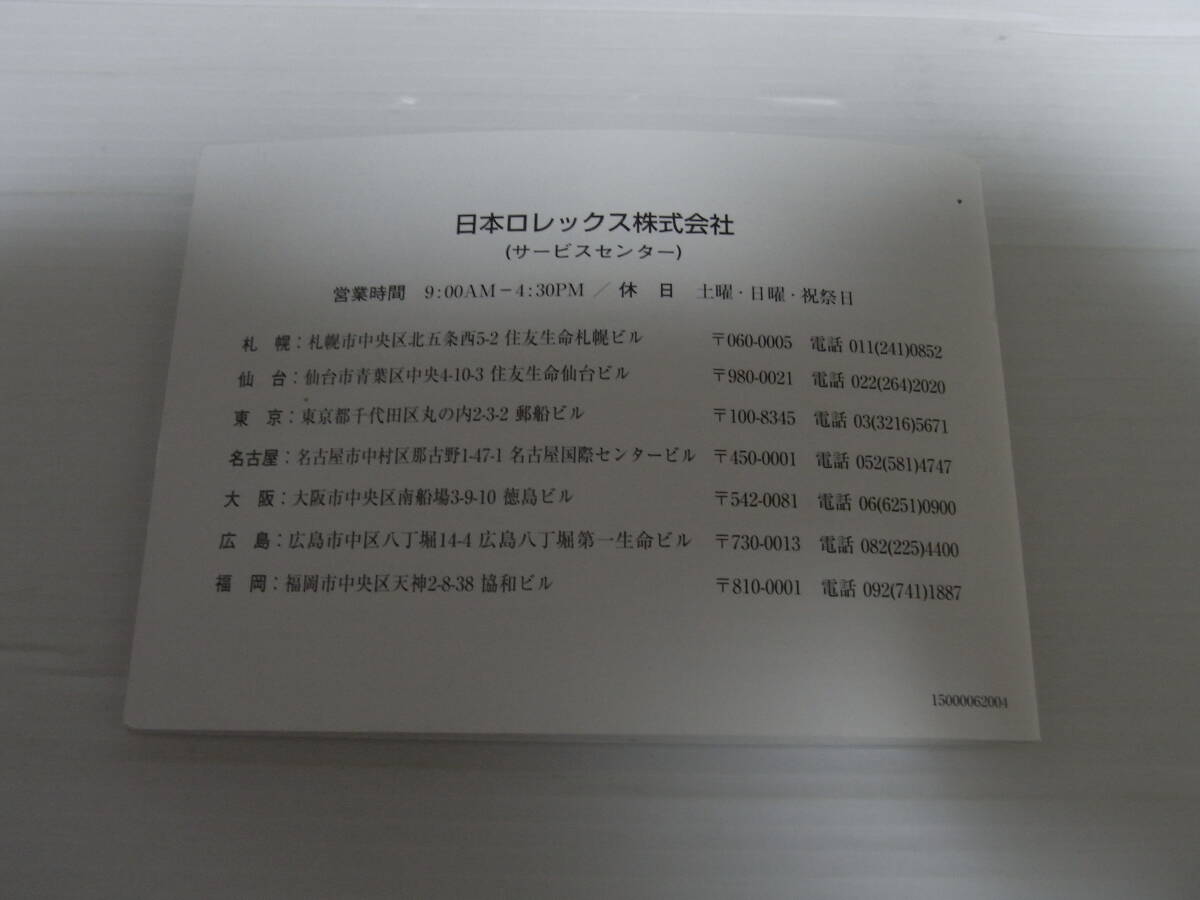 日本ロレックス株式会社
(サービスセンター)
営業時間 9:00AM－4:30PM ／ 休 日 土曜・日曜・祝祭日
札 幌：札幌市中央区北五条西5-2 住友生命札幌ビル 〒060-0005 電話 011(241)0852
仙 台：仙台市青葉区中央4-10-3 住友生命仙台ビル 〒980-0021 電話 022(264)2020
東 京：東京都千代田区丸の内2-3-2 郵船ビル 〒100-8345 電話 03(3216)5671
名古屋：名古屋市中村区那古野1-47-1 名古屋国際センタービル 〒450-0001 電話 052(581)4747
大 阪：大阪市中央区南船場3-9-10 徳島ビル 〒542-0081 電話 06(6251)0900
広 島：広島市中区八丁堀14-4 広島八丁堀第一生命ビル 〒730-0013 電話 082(225)4400
福 岡：福岡市中央区天神2-8-38 協和ビル 〒810-0001 電話 092(741)1887
15000062004